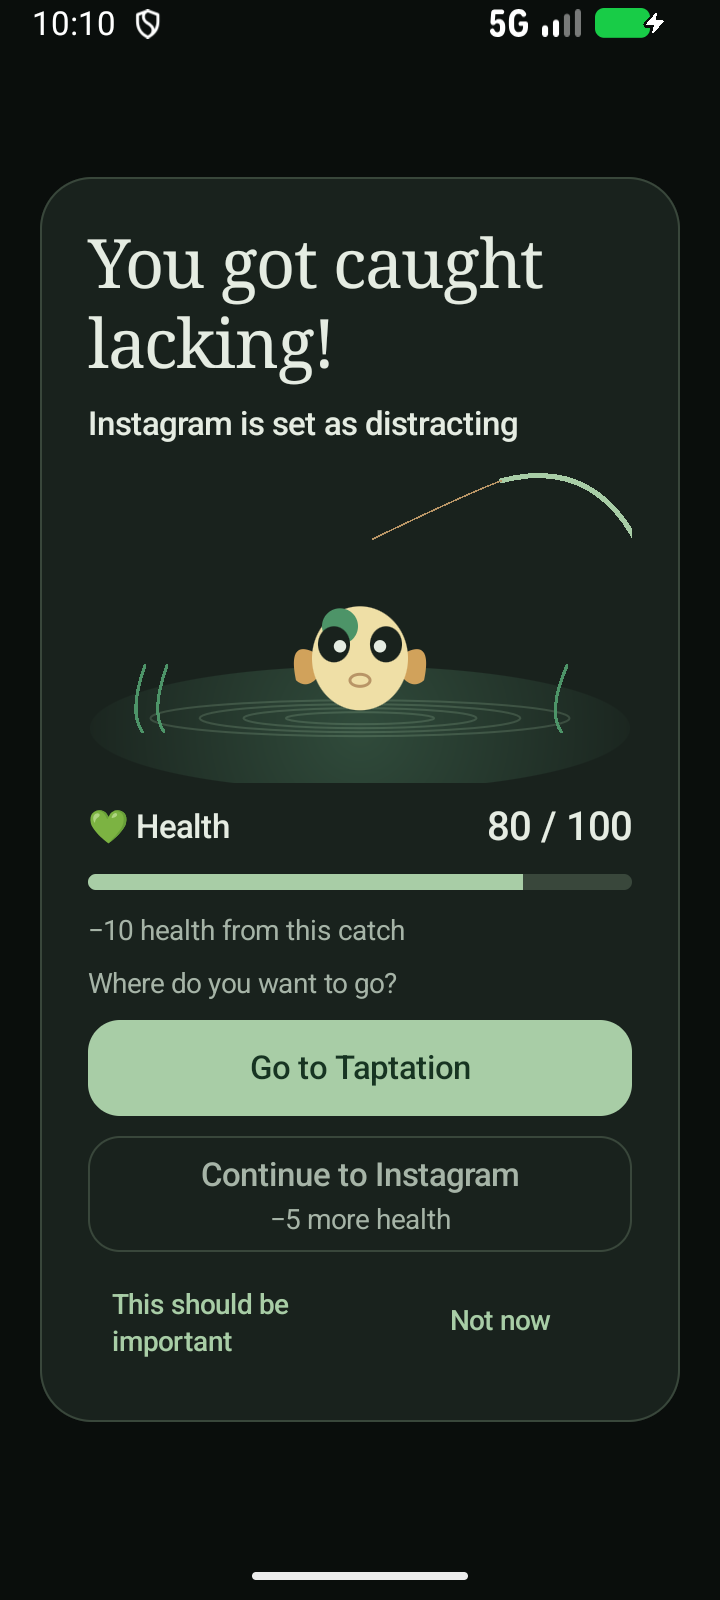 10:10
5G
You got caught
lacking!
Instagram is set as distracting
Health
80 / 100
−10 health from this catch
Where do you want to go?
Go to Taptation
Continue to Instagram
−5 more health
This should be
important
Not now